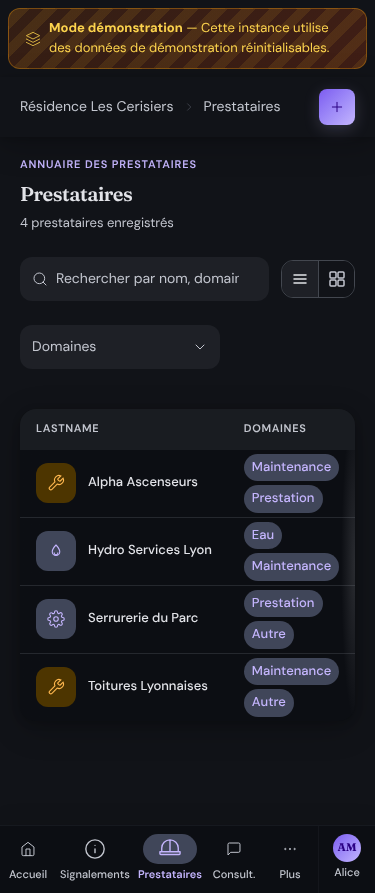 Mode démonstration — Cette instance utilise
des données de démonstration réinitialisables.
Résidence Les Cerisiers > Prestataires
+
ANNUAIRE DES PRESTATAIRES
Prestataires
4 prestataires enregistrés
Rechercher par nom, domair
Domaines
LASTNAME DOMAINES
Alpha Ascenseurs Maintenance
Prestation
Hydro Services Lyon Eau
Maintenance
Serrurerie du Parc Prestation
Autre
Toitures Lyonnaises Maintenance
Autre
AM
Accueil Signalements Prestataires Consult. Plus Alice